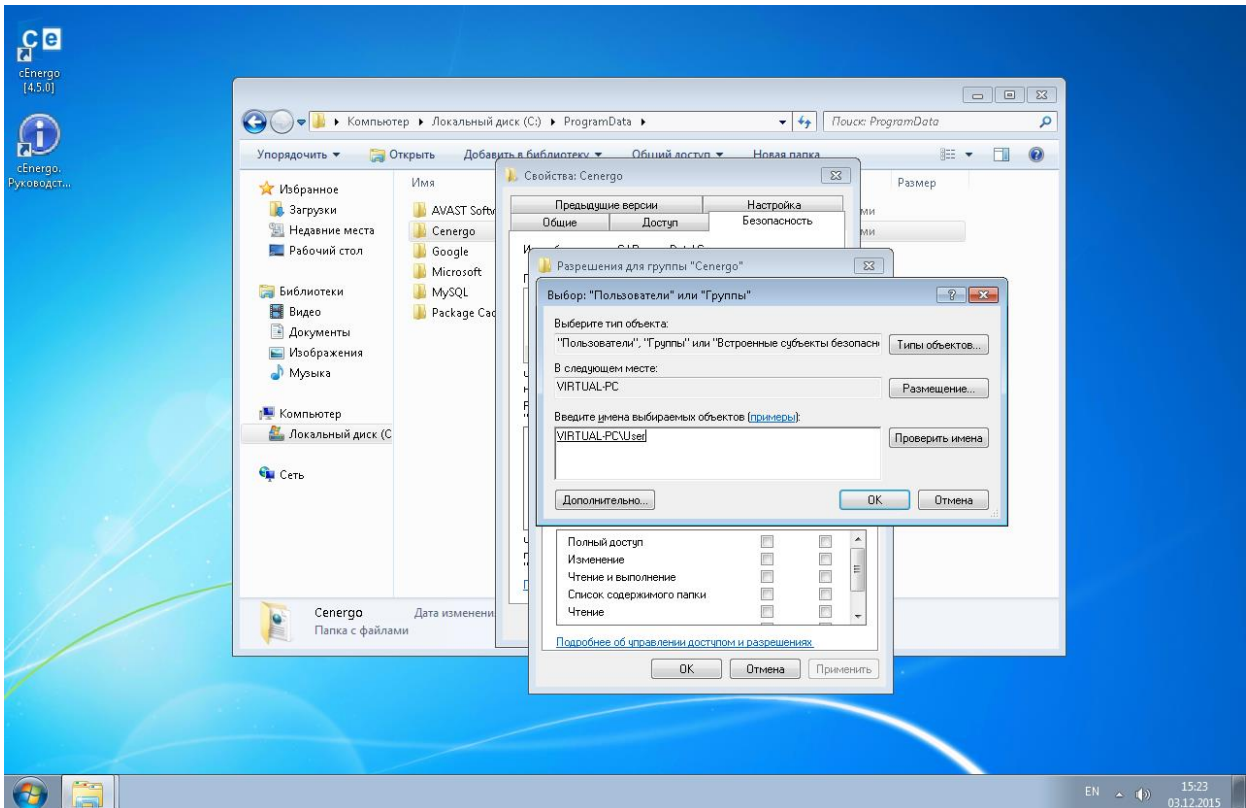 cEnergo
[4.5.0]
cEnergo.
Руководст...
Компьютер
Локальный диск (C:)
ProgramData
Поиск: ProgramData
Упорядочить
Открыть
Добавить в библиотеку
Общий доступ
Новая папка
Избранное
Загрузки
Недавние места
Рабочий стол
Библиотеки
Видео
Документы
Изображения
Музыка
Компьютер
Локальный диск (C
Сеть
Имя
Размер
AVAST Softw
Cenergo
Google
Microsoft
MySQL
Package Cac
ми
ми
Cenergo
Дата изменени
Папка с файлами
Свойства: Cenergo
Предыдущие версии
Настройка
Общие
Доступ
Безопасность
Разрешения для группы "Cenergo"
Выбор: "Пользователи" или "Группы"
Выберите тип объекта:
"Пользователи", "Группы" или "Встроенные субъекты безопасн
Типы объектов...
В следующем месте:
VIRTUAL-PC
Размещение...
Введите имена выбираемых объектов (примеры):
VIRTUAL-PC\User
Проверить имена
Дополнительно...
ОК
Отмена
Полный доступ
Изменение
Чтение и выполнение
Список содержимого папки
Чтение
Подробнее об управлении доступом и разрешениях
ОК
Отмена
Применить
EN
15:23
03.12.2015